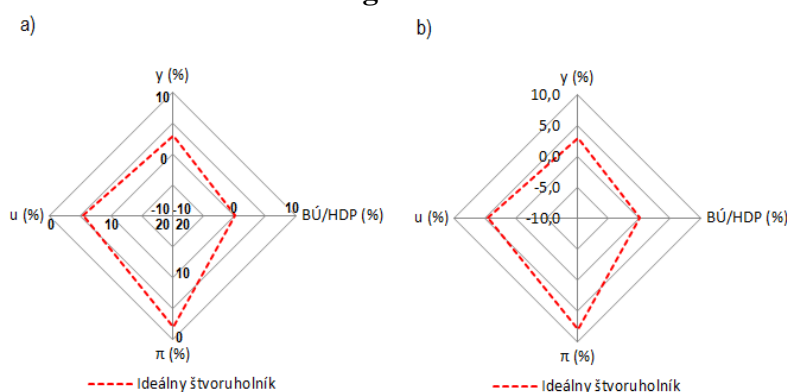 g
a)
y (%)
10
0
u (%)
0
10
-10 -10
20 20
0
10
BÚ/HDP (%)
10
0
π (%)
Ideálny štvoruholník
b)
y (%)
10,0
5,0
0,0
-5,0
-10,0
u (%)
BÚ/HDP (%)
π (%)
Ideálny štvoruholník